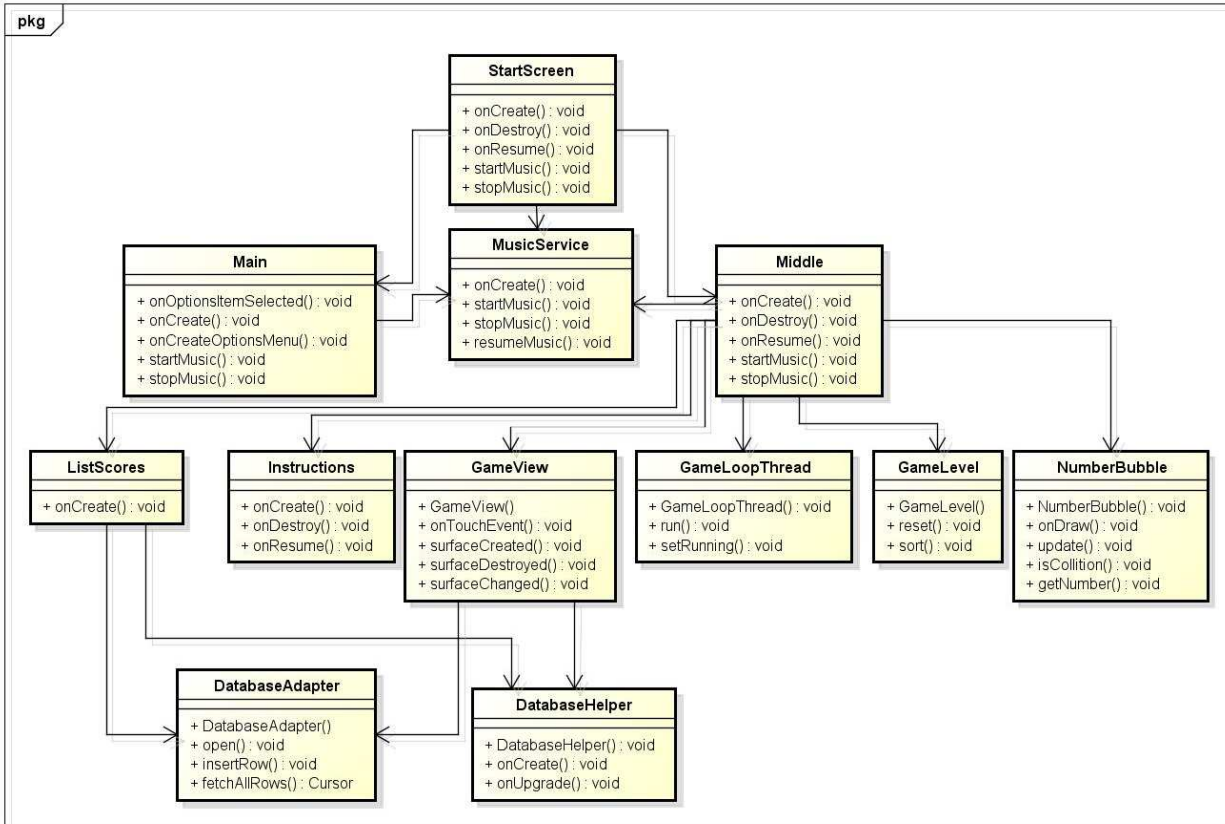 pkg
StartScreen
+ onCreate() : void
+ onDestroy() : void
+ onResume() : void
+ startMusic() : void
+ stopMusic() : void
Main
+ onOptionsItemSelected() : void
+ onCreate() : void
+ onCreateOptionsMenu() : void
+ startMusic() : void
+ stopMusic() : void
MusicService
+ onCreate() : void
+ startMusic() : void
+ stopMusic() : void
+ resumeMusic() : void
Middle
+ onCreate() : void
+ onDestroy() : void
+ onResume() : void
+ startMusic() : void
+ stopMusic() : void
ListScores
+ onCreate() : void
Instructions
+ onCreate() : void
+ onDestroy() : void
+ onResume() : void
GameView
+ GameView()
+ onTouchEvent() : void
+ surfaceCreated() : void
+ surfaceDestroyed() : void
+ surfaceChanged() : void
GameLoopThread
+ GameLoopThread() : void
+ run() : void
+ setRunning() : void
GameLevel
+ GameLevel()
+ reset() : void
+ sort() : void
NumberBubble
+ NumberBubble() : void
+ onDraw() : void
+ update() : void
+ isCollition() : void
+ getNumber() : void
DatabaseAdapter
+ DatabaseAdapter()
+ open() : void
+ insertRow() : void
+ fetchAllRows() : Cursor
DatabaseHelper
+ DatabaseHelper() : void
+ onCreate() : void
+ onUpgrade() : void